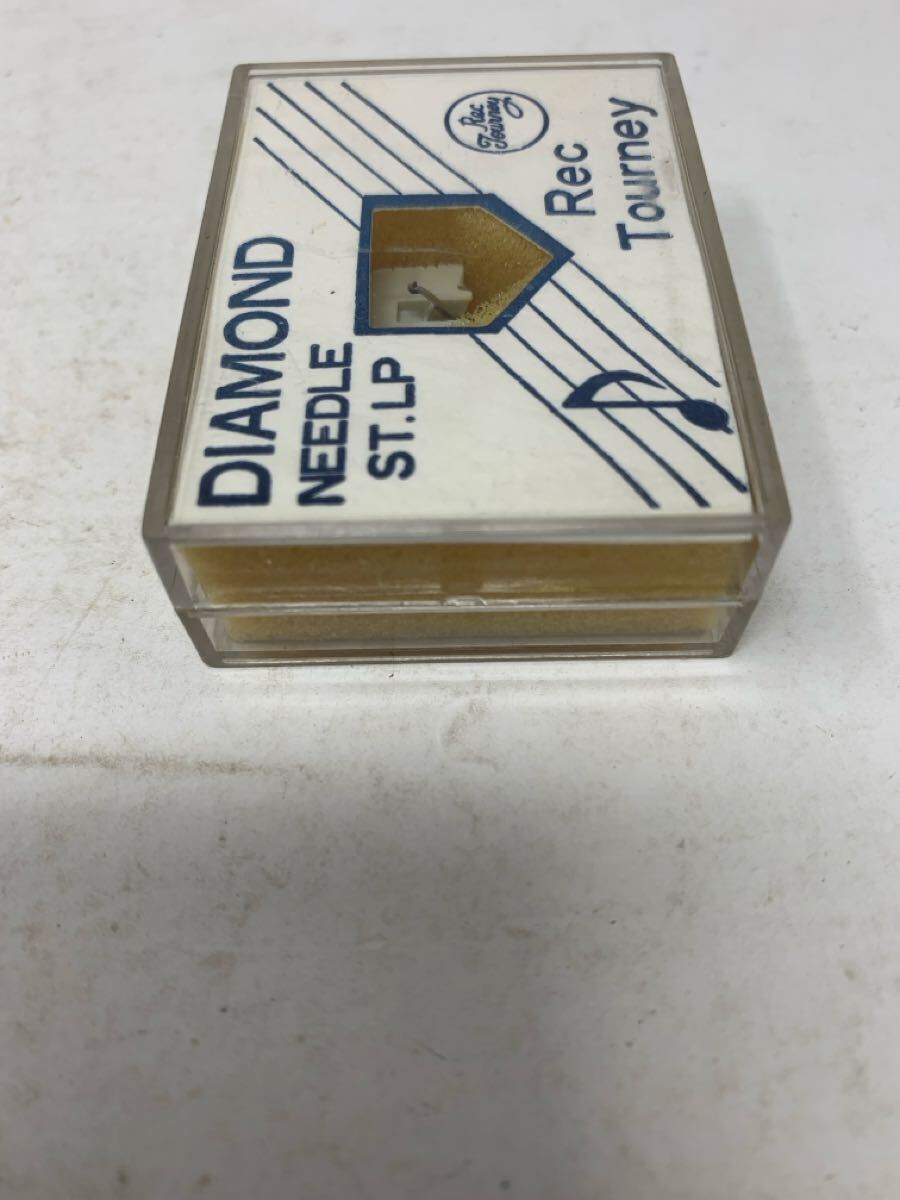 DIAMOND
NEEDLE
ST.LP
Rec
Tourney
Rec
Tourney